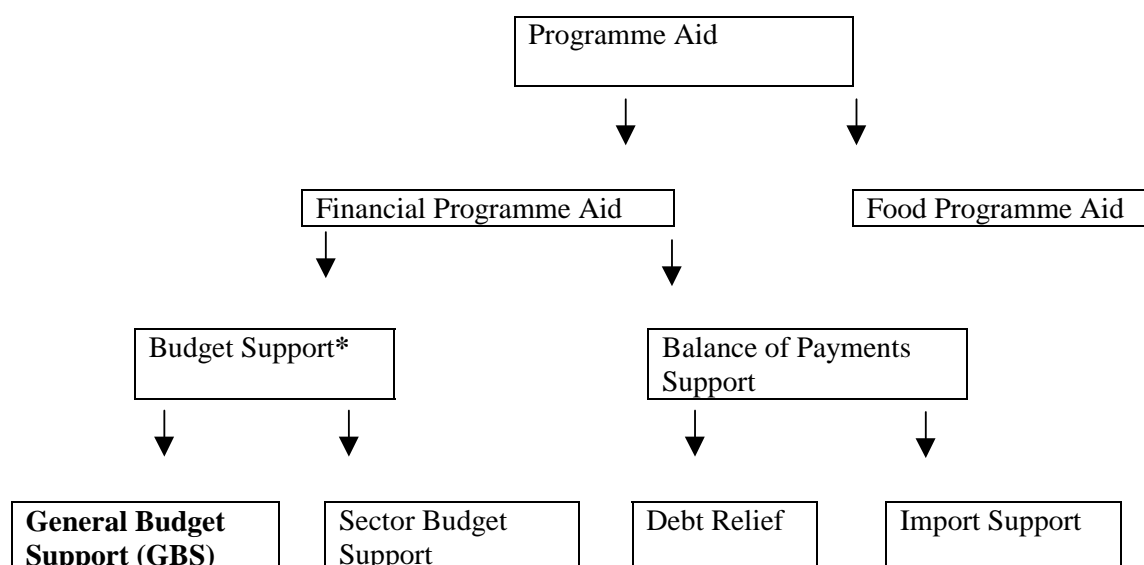 Programme Aid
Financial Programme Aid
Food Programme Aid
Budget Support*
Balance of Payments
Support
General Budget
Support (GBS)
Sector Budget
Support
Debt Relief
Import Support